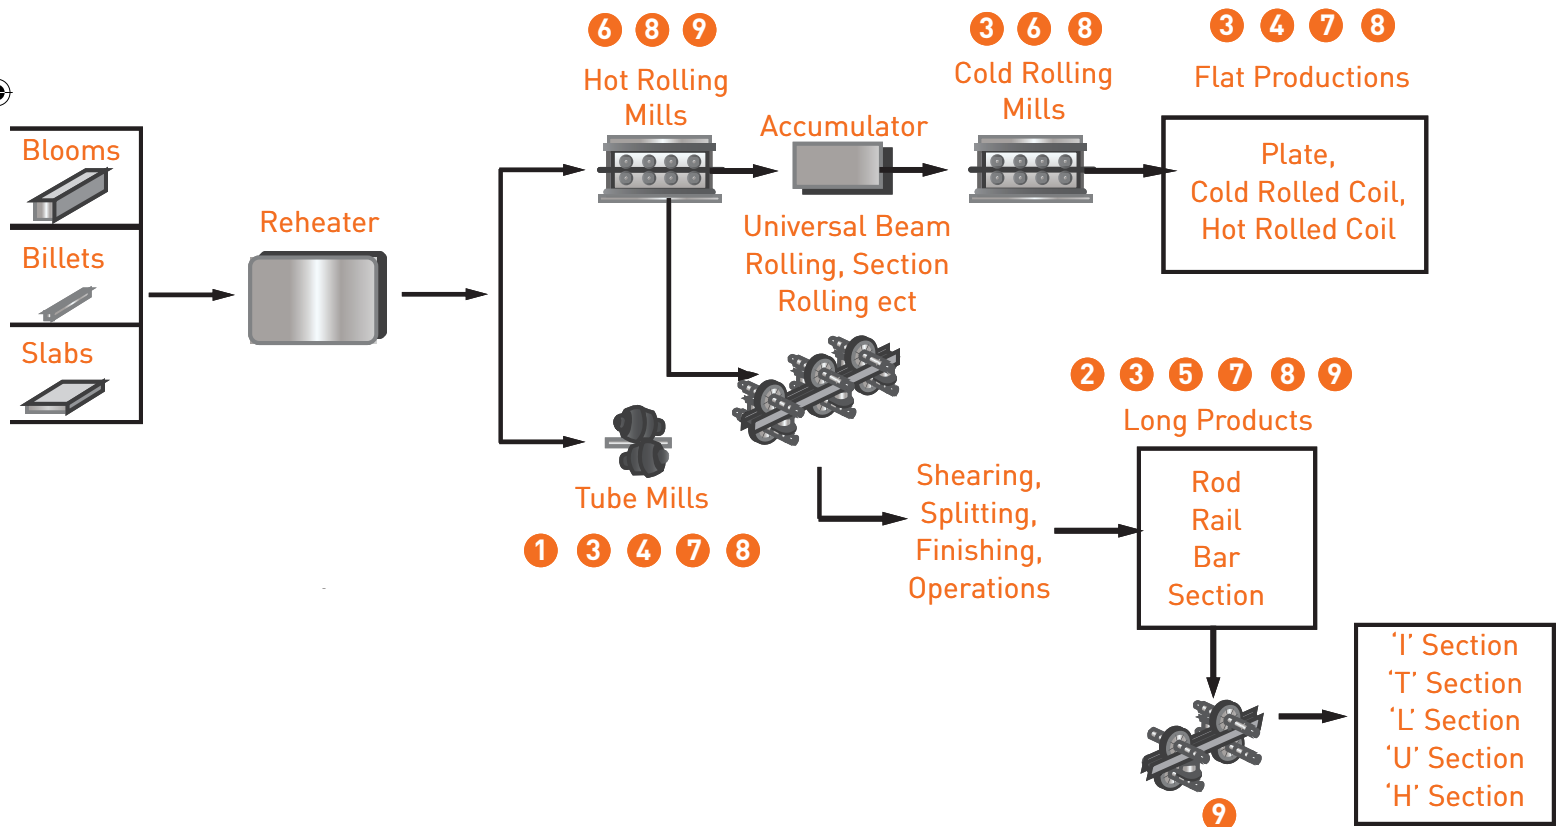 Blooms
Billets
Slabs
Reheater
6 8 9
Hot Rolling
Mills
Accumulator
3 6 8
Cold Rolling
Mills
3 4 7 8
Flat Productions
Plate,
Cold Rolled Coil,
Hot Rolled Coil
Universal Beam
Rolling, Section
Rolling ect
Tube Mills
1 3 4 7 8
Shearing,
Splitting,
Finishing,
Operations
2 3 5 7 8 9
Long Products
Rod
Rail
Bar
Section
9
‘I’ Section
‘T’ Section
‘L’ Section
‘U’ Section
‘H’ Section